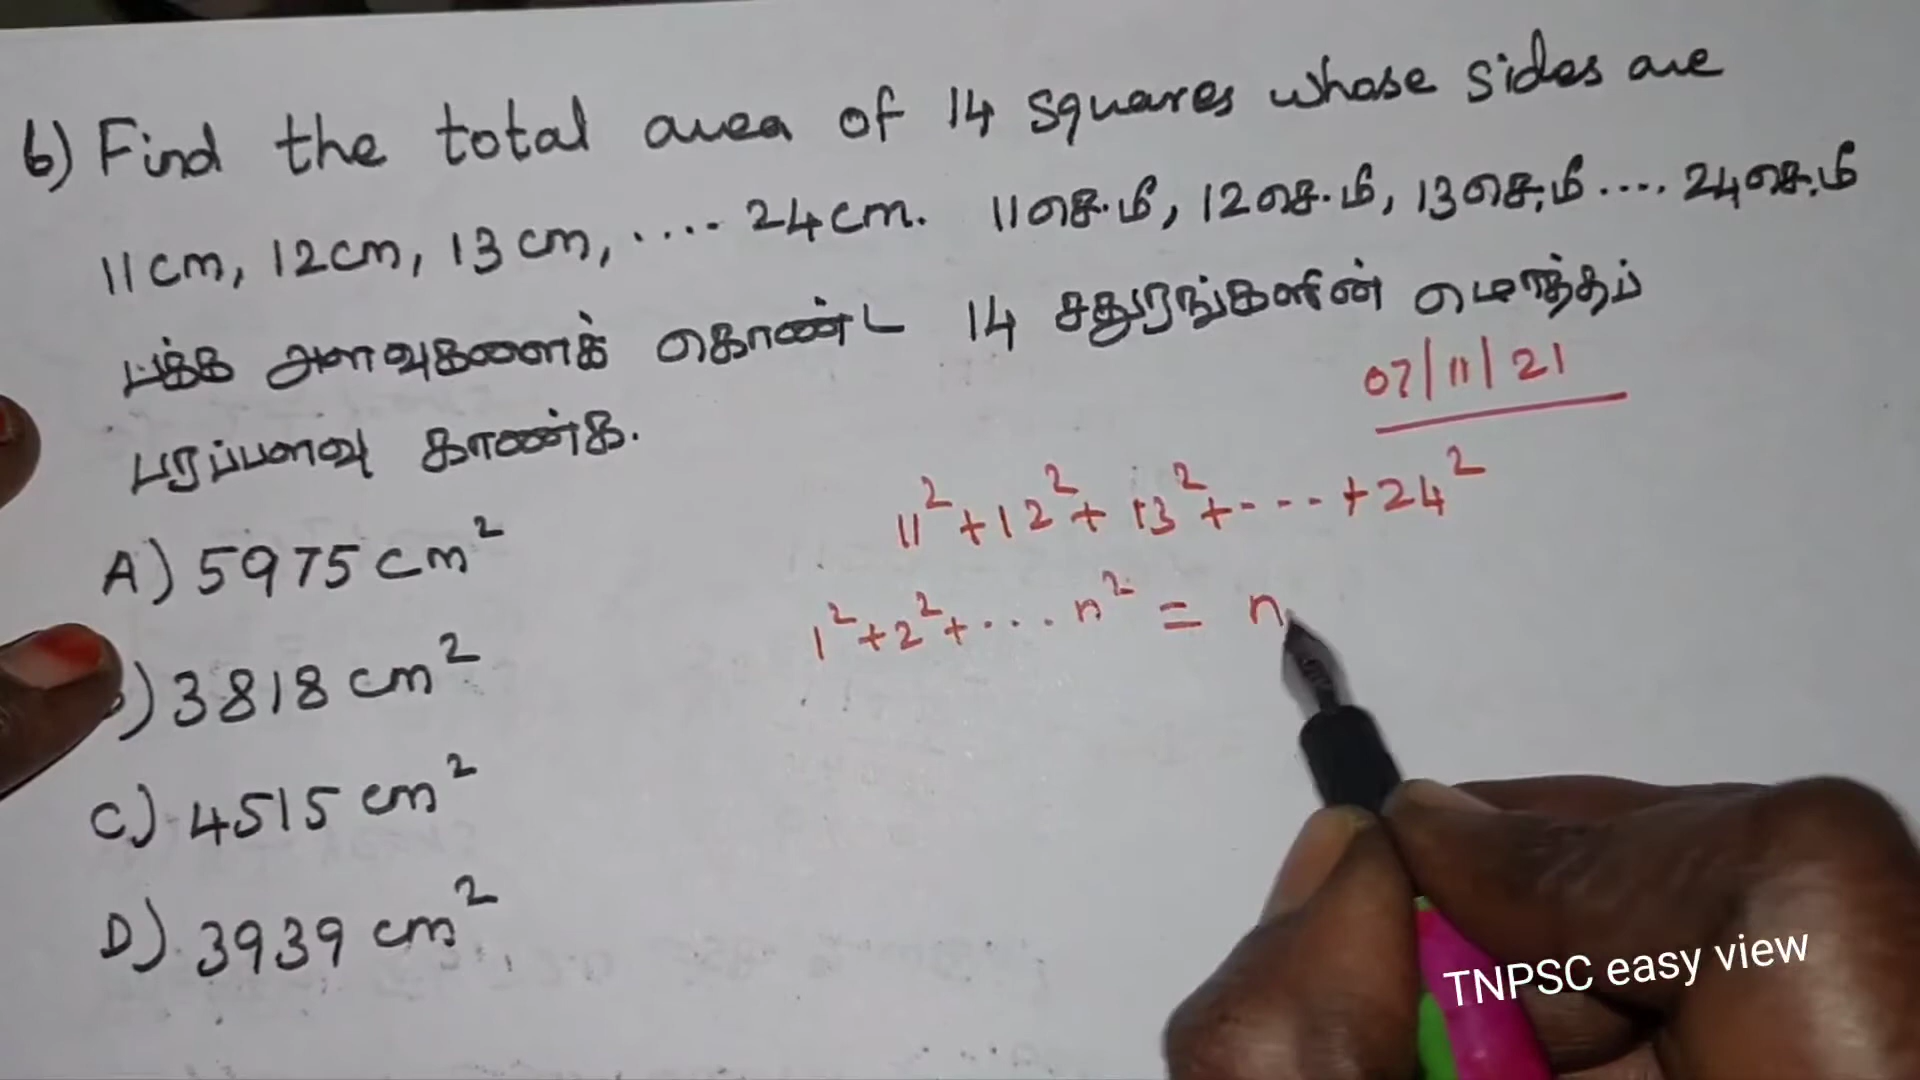 6) Find the total area of 14 squares whose sides are
11cm, 12cm, 13cm, .... 24cm. 11செ.மீ, 12செ.மீ, 13செ.மீ.... 24செ.மீ
பக்க அளவுகளைக் கொண்ட 14 சதுரங்களின் மொத்தப்
பரப்பளவு காண்க.
07/11/21
11² + 12² + 13² + --- + 24²
1² + 2² + .... n² = n
A) 5975 cm²
) 3818 cm²
C) 4515 cm²
D) 3939 cm²
TNPSC easy view